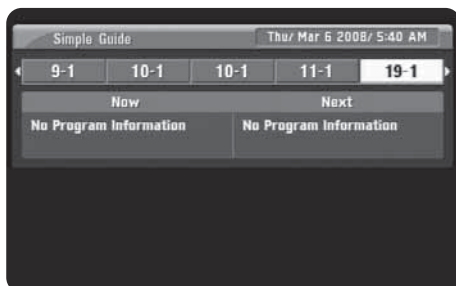 Simple Guide Thu/ Mar 6 2008/ 5:40 AM
9-1 10-1 10-1 11-1 19-1
Now Next
No Program Information No Program Information